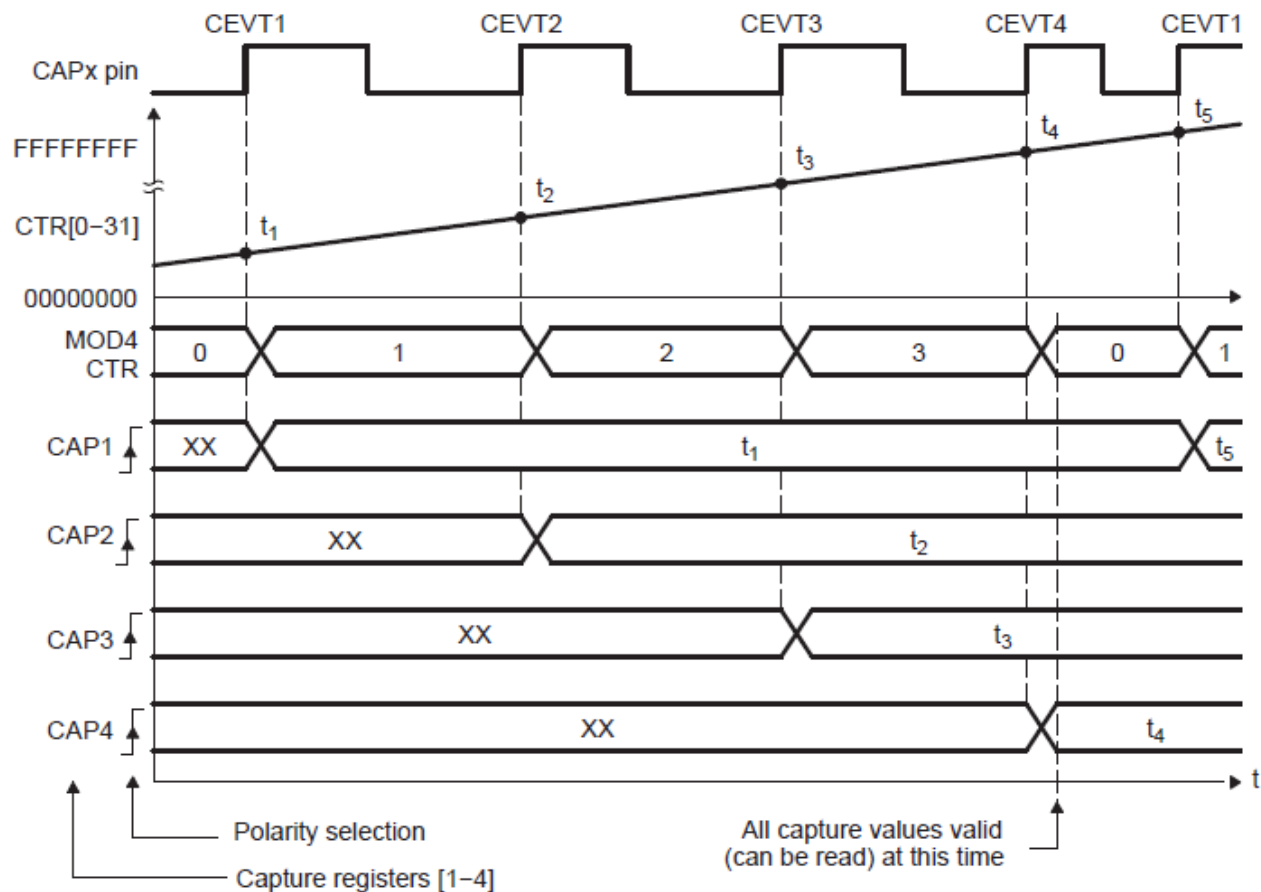 CEVT1 CEVT2 CEVT3 CEVT4 CEVT1
CAPx pin
FFFFFFFF
t5
t4
t3
t2
CTR[0−31]
t1
00000000
MOD4
CTR
0 1 2 3 0 1
CAP1 XX t1 t5
CAP2 XX t2
CAP3 XX t3
CAP4 XX t4
t
Polarity selection
All capture values valid
(can be read) at this time
Capture registers [1−4]